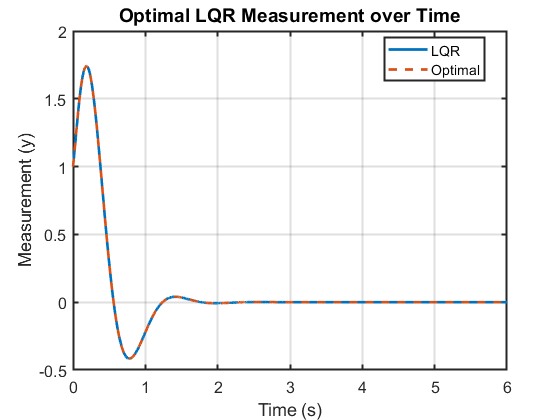 Optimal LQR Measurement over Time
LQR
Optimal
Measurement (y)
2
1.5
1
0.5
0
-0.5
0 1 2 3 4 5 6
Time (s)